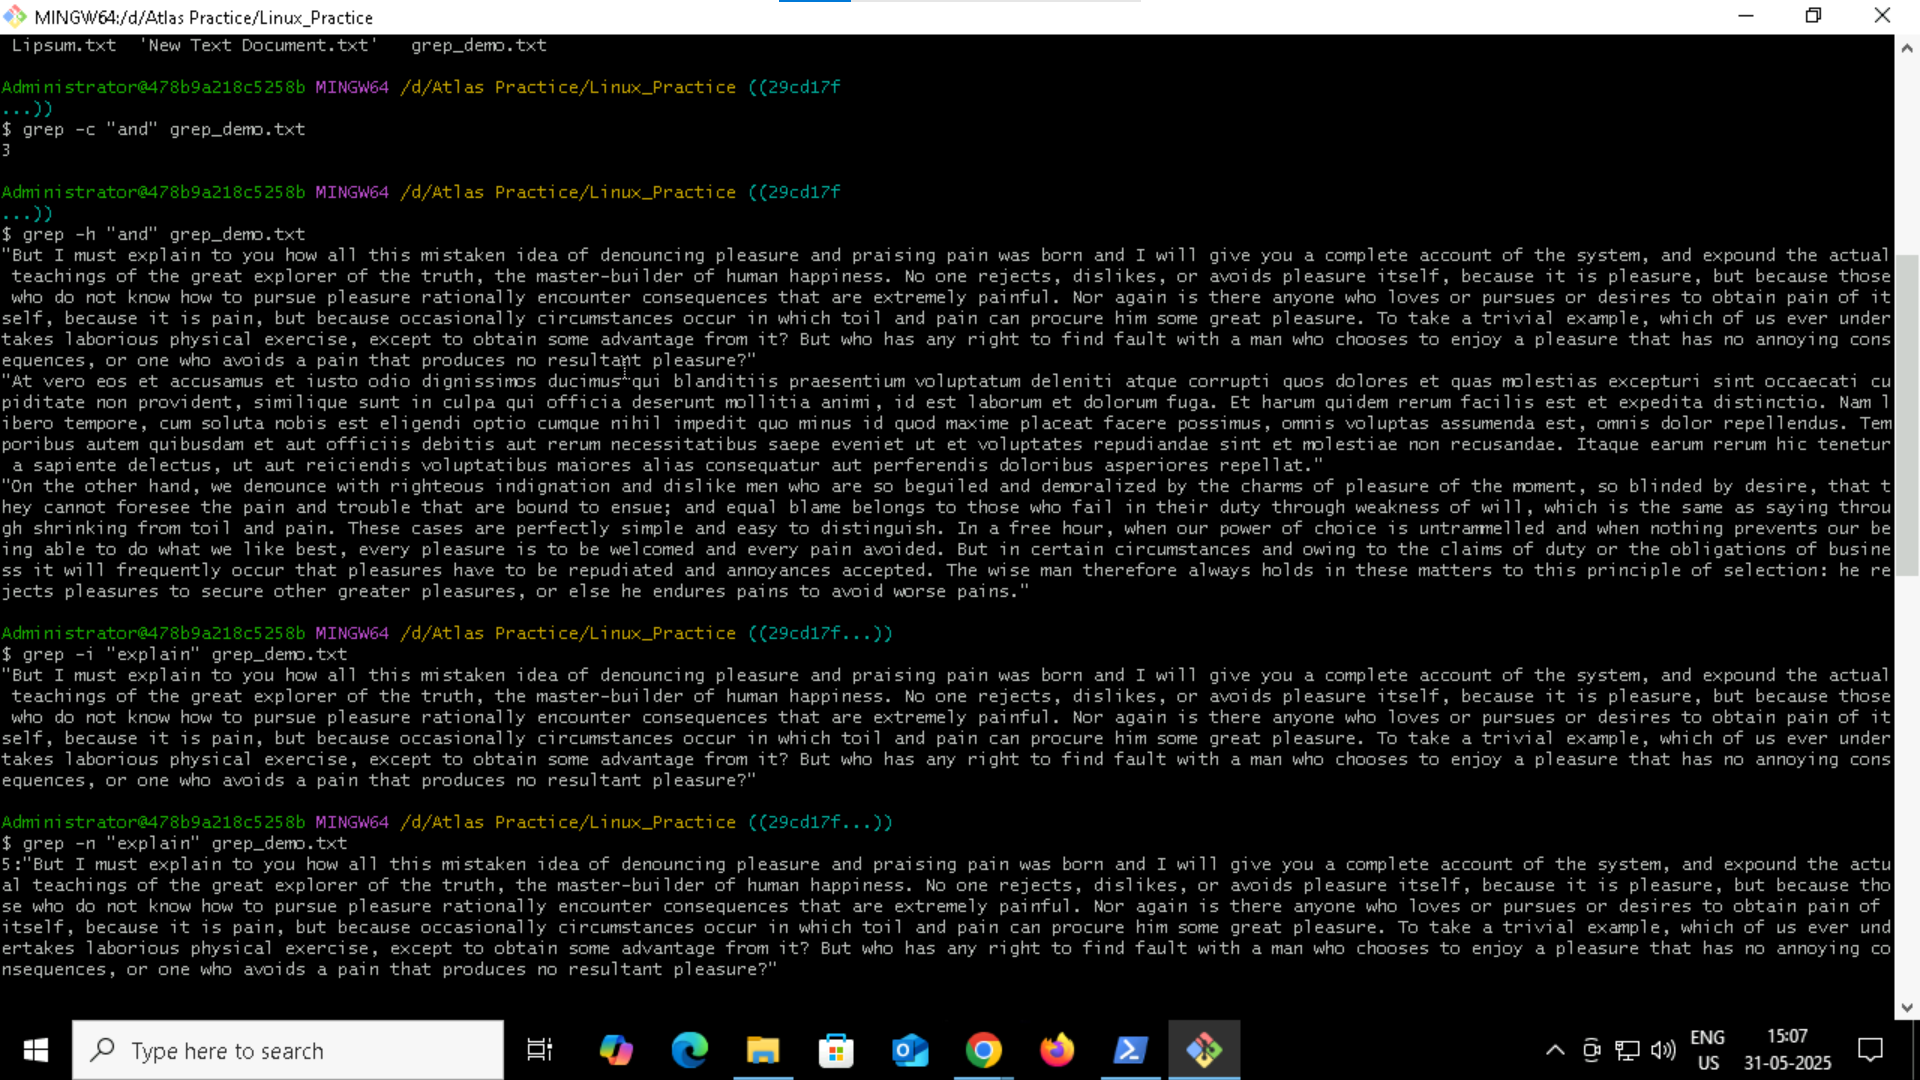 MINGW64:/d/Atlas Practice/Linux_Practice
Lipsum.txt  'New Text Document.txt'   grep_demo.txt
Administrator@478b9a218c5258b MINGW64 /d/Atlas Practice/Linux_Practice ((29cd17f
...))
$ grep -c "and" grep_demo.txt
3
Administrator@478b9a218c5258b MINGW64 /d/Atlas Practice/Linux_Practice ((29cd17f
...))
$ grep -h "and" grep_demo.txt
"But I must explain to you how all this mistaken idea of denouncing pleasure and praising pain was born and I will give you a complete account of the system, and expound the actual
teachings of the great explorer of the truth, the master-builder of human happiness. No one rejects, dislikes, or avoids pleasure itself, because it is pleasure, but because those
who do not know how to pursue pleasure rationally encounter consequences that are extremely painful. Nor again is there anyone who loves or pursues or desires to obtain pain of it
self, because it is pain, but because occasionally circumstances occur in which toil and pain can procure him some great pleasure. To take a trivial example, which of us ever under
takes laborious physical exercise, except to obtain some advantage from it? But who has any right to find fault with a man who chooses to enjoy a pleasure that has no annoying cons
equences, or one who avoids a pain that produces no resultant pleasure?"
"At vero eos et accusamus et iusto odio dignissimos ducimus qui blanditiis praesentium voluptatum deleniti atque corrupti quos dolores et quas molestias excepturi sint occaecati cu
piditate non provident, similique sunt in culpa qui officia deserunt mollitia animi, id est laborum et dolorum fuga. Et harum quidem rerum facilis est et expedita distinctio. Nam l
ibero tempore, cum soluta nobis est eligendi optio cumque nihil impedit quo minus id quod maxime placeat facere possimus, omnis voluptas assumenda est, omnis dolor repellendus. Tem
poribus autem quibusdam et aut officiis debitis aut rerum necessitatibus saepe eveniet ut et voluptates repudiandae sint et molestiae non recusandae. Itaque earum rerum hic tenetur
a sapiente delectus, ut aut reiciendis voluptatibus maiores alias consequatur aut perferendis doloribus asperiores repellat."
"On the other hand, we denounce with righteous indignation and dislike men who are so beguiled and demoralized by the charms of pleasure of the moment, so blinded by desire, that t
hey cannot foresee the pain and trouble that are bound to ensue; and equal blame belongs to those who fail in their duty through weakness of will, which is the same as saying throu
gh shrinking from toil and pain. These cases are perfectly simple and easy to distinguish. In a free hour, when our power of choice is untrammelled and when nothing prevents our be
ing able to do what we like best, every pleasure is to be welcomed and every pain avoided. But in certain circumstances and owing to the claims of duty or the obligations of busine
ss it will frequently occur that pleasures have to be repudiated and annoyances accepted. The wise man therefore always holds in these matters to this principle of selection: he re
jects pleasures to secure other greater pleasures, or else he endures pains to avoid worse pains."
Administrator@478b9a218c5258b MINGW64 /d/Atlas Practice/Linux_Practice ((29cd17f...))
$ grep -i "explain" grep_demo.txt
"But I must explain to you how all this mistaken idea of denouncing pleasure and praising pain was born and I will give you a complete account of the system, and expound the actual
teachings of the great explorer of the truth, the master-builder of human happiness. No one rejects, dislikes, or avoids pleasure itself, because it is pleasure, but because those
who do not know how to pursue pleasure rationally encounter consequences that are extremely painful. Nor again is there anyone who loves or pursues or desires to obtain pain of it
self, because it is pain, but because occasionally circumstances occur in which toil and pain can procure him some great pleasure. To take a trivial example, which of us ever under
takes laborious physical exercise, except to obtain some advantage from it? But who has any right to find fault with a man who chooses to enjoy a pleasure that has no annoying cons
equences, or one who avoids a pain that produces no resultant pleasure?"
Administrator@478b9a218c5258b MINGW64 /d/Atlas Practice/Linux_Practice ((29cd17f...))
$ grep -n "explain" grep_demo.txt
5:"But I must explain to you how all this mistaken idea of denouncing pleasure and praising pain was born and I will give you a complete account of the system, and expound the actu
al teachings of the great explorer of the truth, the master-builder of human happiness. No one rejects, dislikes, or avoids pleasure itself, because it is pleasure, but because tho
se who do not know how to pursue pleasure rationally encounter consequences that are extremely painful. Nor again is there anyone who loves or pursues or desires to obtain pain of
itself, because it is pain, but because occasionally circumstances occur in which toil and pain can procure him some great pleasure. To take a trivial example, which of us ever und
ertakes laborious physical exercise, except to obtain some advantage from it? But who has any right to find fault with a man who chooses to enjoy a pleasure that has no annoying co
nsequences, or one who avoids a pain that produces no resultant pleasure?"
Type here to search
ENG
US
15:07
31-05-2025